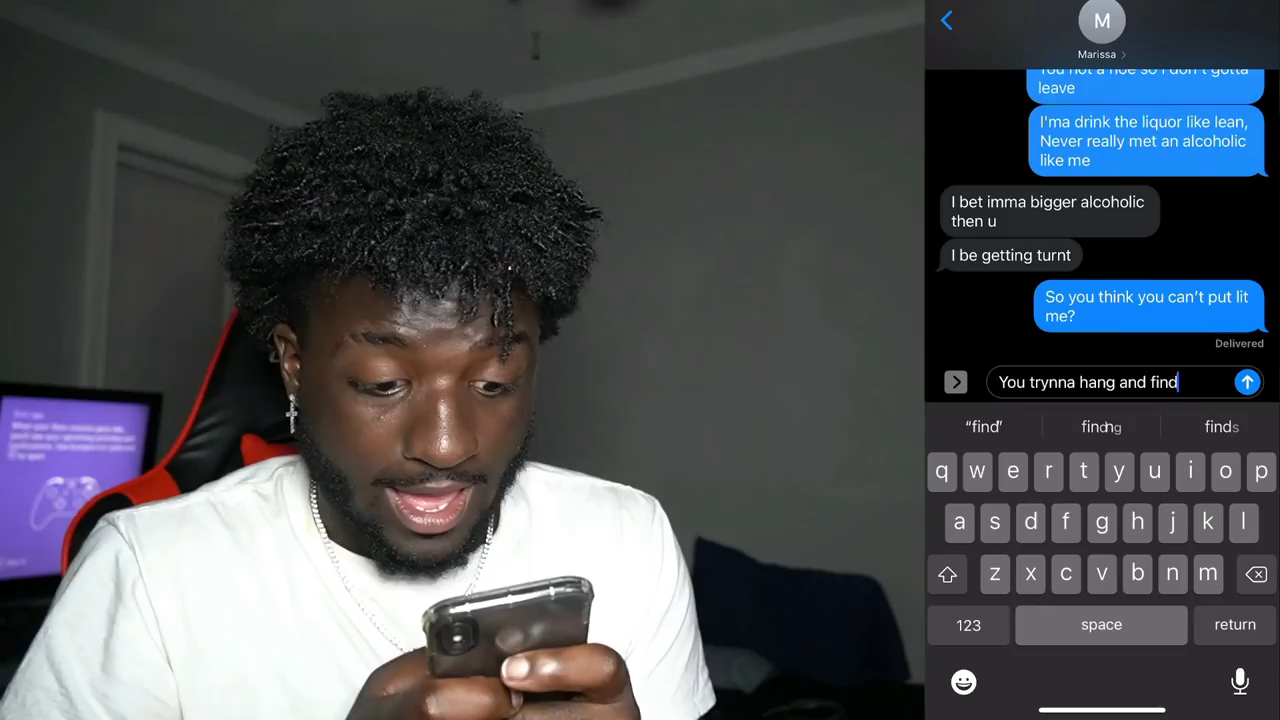 M
Marissa >
You not a hoe so I don't gotta
leave
I'ma drink the liquor like lean,
Never really met an alcoholic
like me
I bet imma bigger alcoholic
then u
I be getting turnt
So you think you can't put lit
me?
Delivered
You trynna hang and find
"find" finding finds
q w e r t y u i o p
a s d f g h j k l
z x c v b n m
123 space return